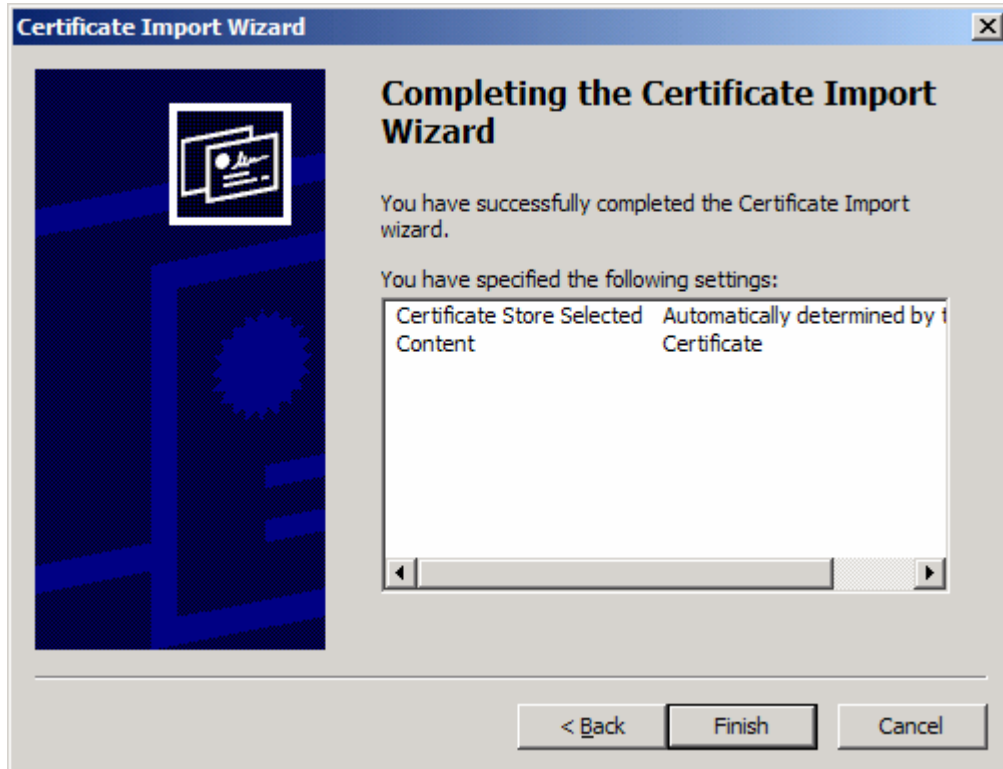 Certificate Import Wizard
Completing the Certificate Import
Wizard
You have successfully completed the Certificate Import
wizard.
You have specified the following settings:
Certificate Store Selected Automatically determined by t
Content Certificate
< Back Finish Cancel